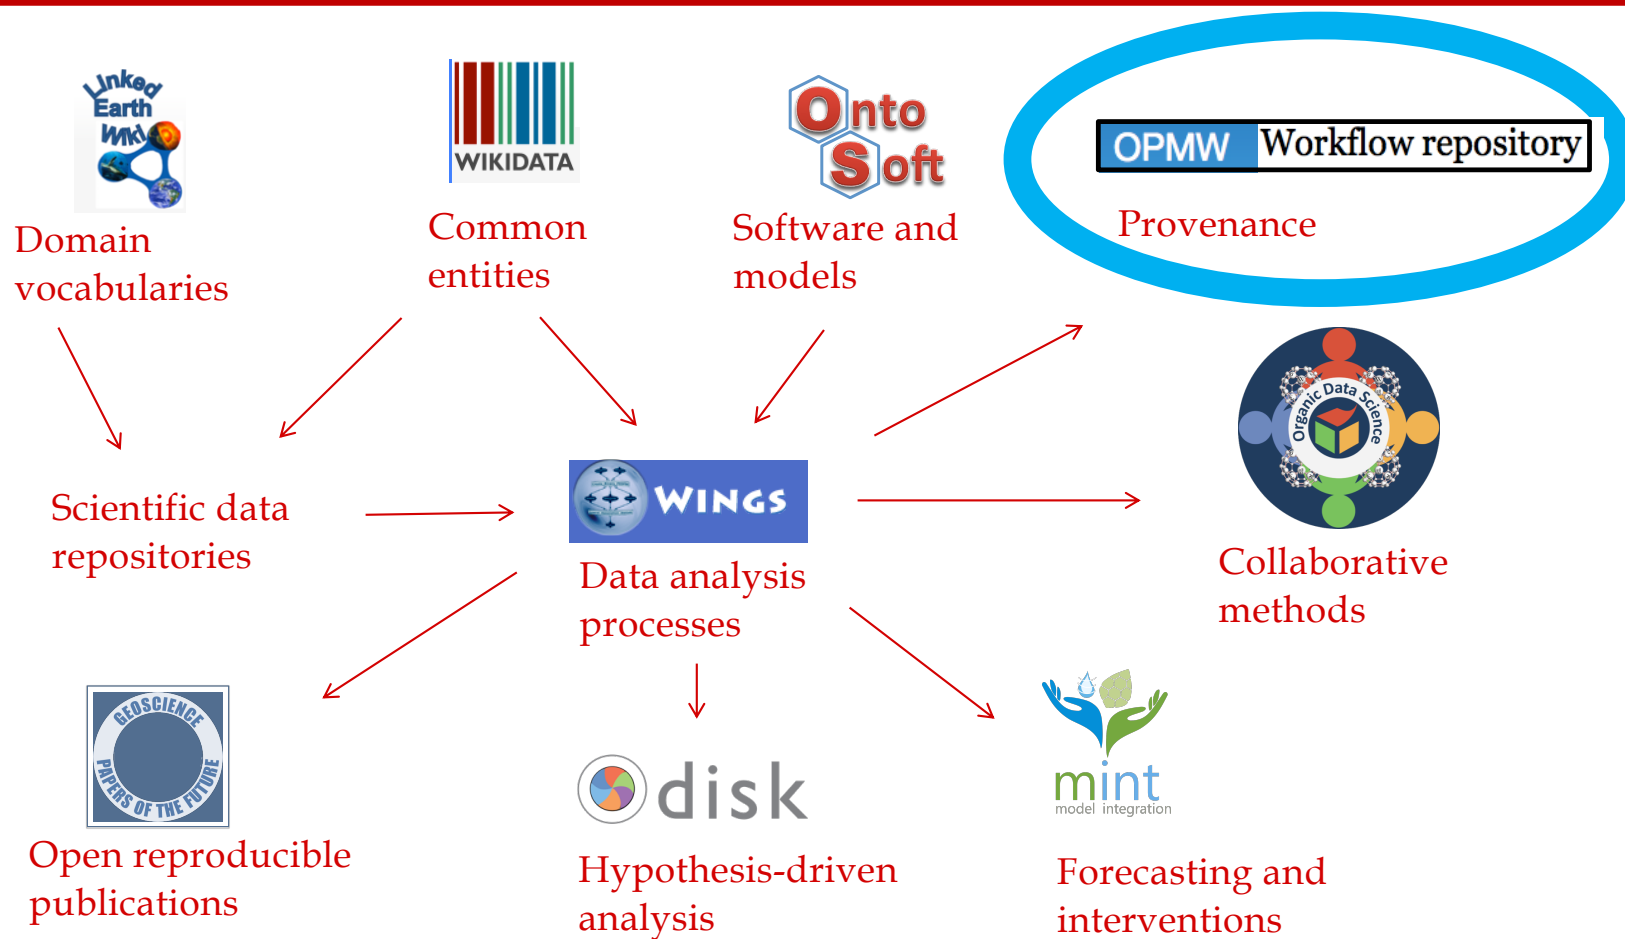 Linked
Earth
Wiki
Domain
vocabularies
WIKIDATA
Common
entities
Onto
Soft
Software and
models
OPMW Workflow repository
Provenance
Organic Data Science
Collaborative
methods
Scientific data
repositories
WINGS
Data analysis
processes
GEOSCIENCE
PAPERS OF THE FUTURE
Open reproducible
publications
disk
Hypothesis-driven
analysis
mint
model integration
Forecasting and
interventions